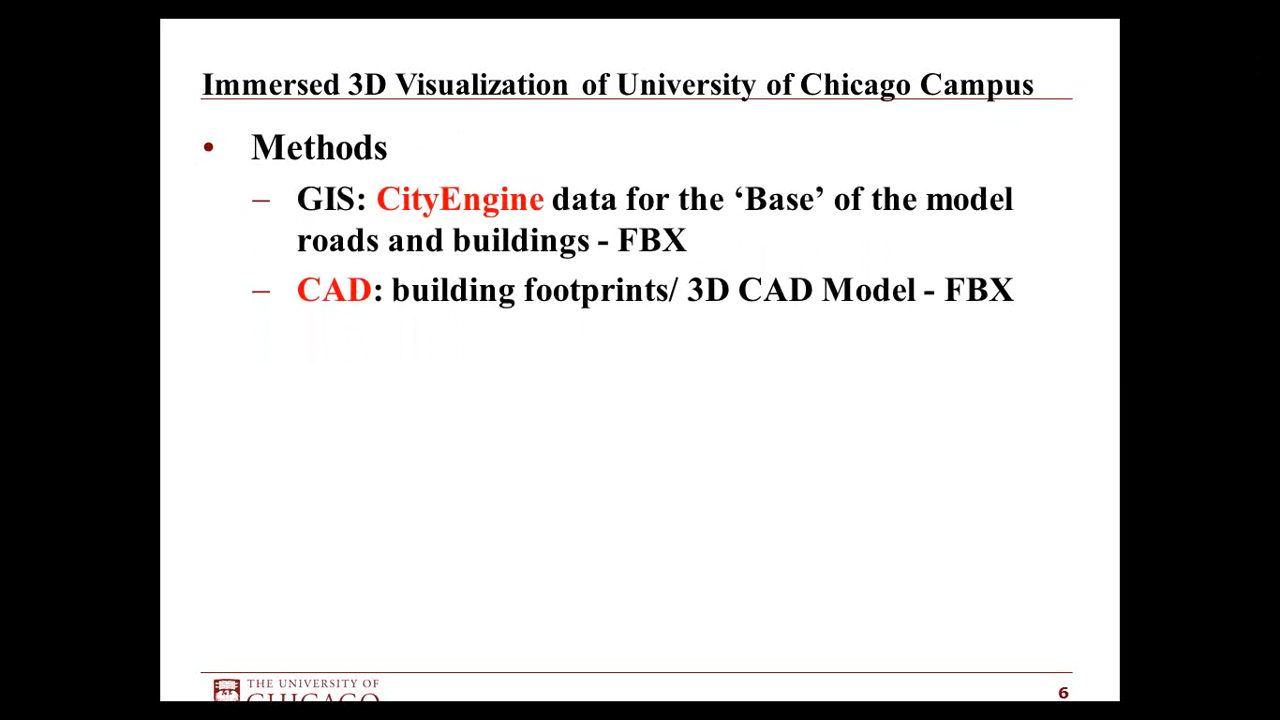 Immersed 3D Visualization of University of Chicago Campus
• Methods
– GIS: CityEngine data for the ‘Base’ of the model
roads and buildings - FBX
– CAD: building footprints/ 3D CAD Model - FBX
THE UNIVERSITY OF
CHICAGO
6